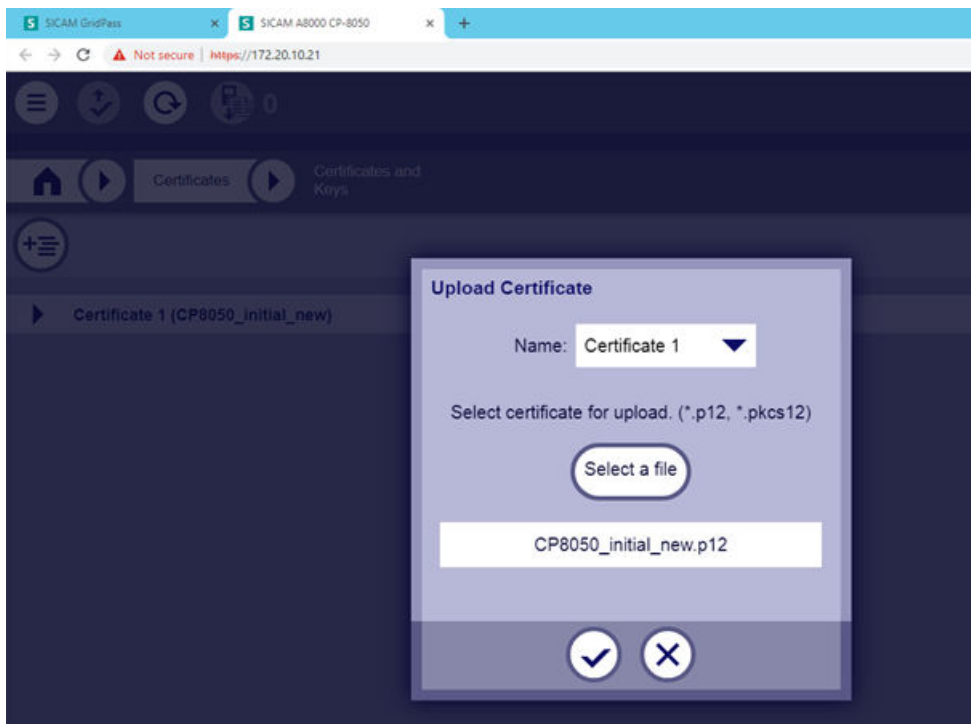 SICAM GridPass
SICAM A8000 CP-8050
Not secure | https://172.20.10.21
0
Certificates
Certificates and
Keys
Certificate 1 (CP8050_initial_new)
Upload Certificate
Name: Certificate 1
Select certificate for upload. (*.p12, *.pkcs12)
Select a file
CP8050_initial_new.p12